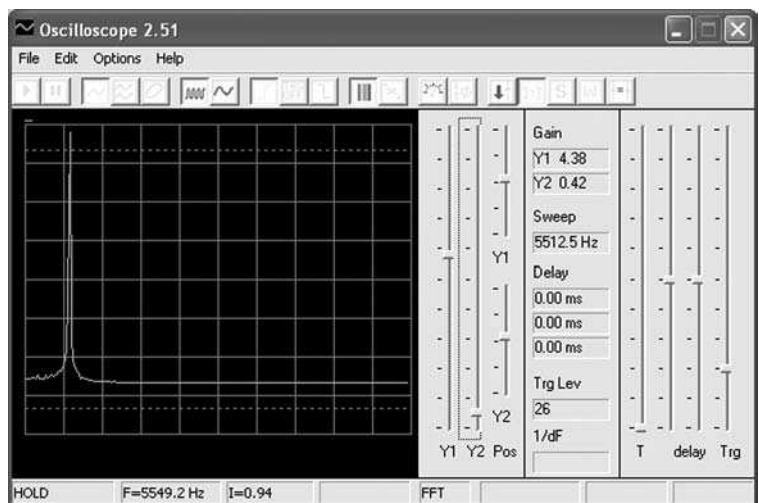 Oscilloscope 2.51
File Edit Options Help
Gain
Y1 4.38
Y2 0.42
Sweep
5512.5 Hz
Delay
0.00 ms
0.00 ms
0.00 ms
Trg Lev
26
1/dF
Y1
Y2
Y1 Y2 Pos
T delay Trg
HOLD F=5549.2 Hz I=0.94 FFT